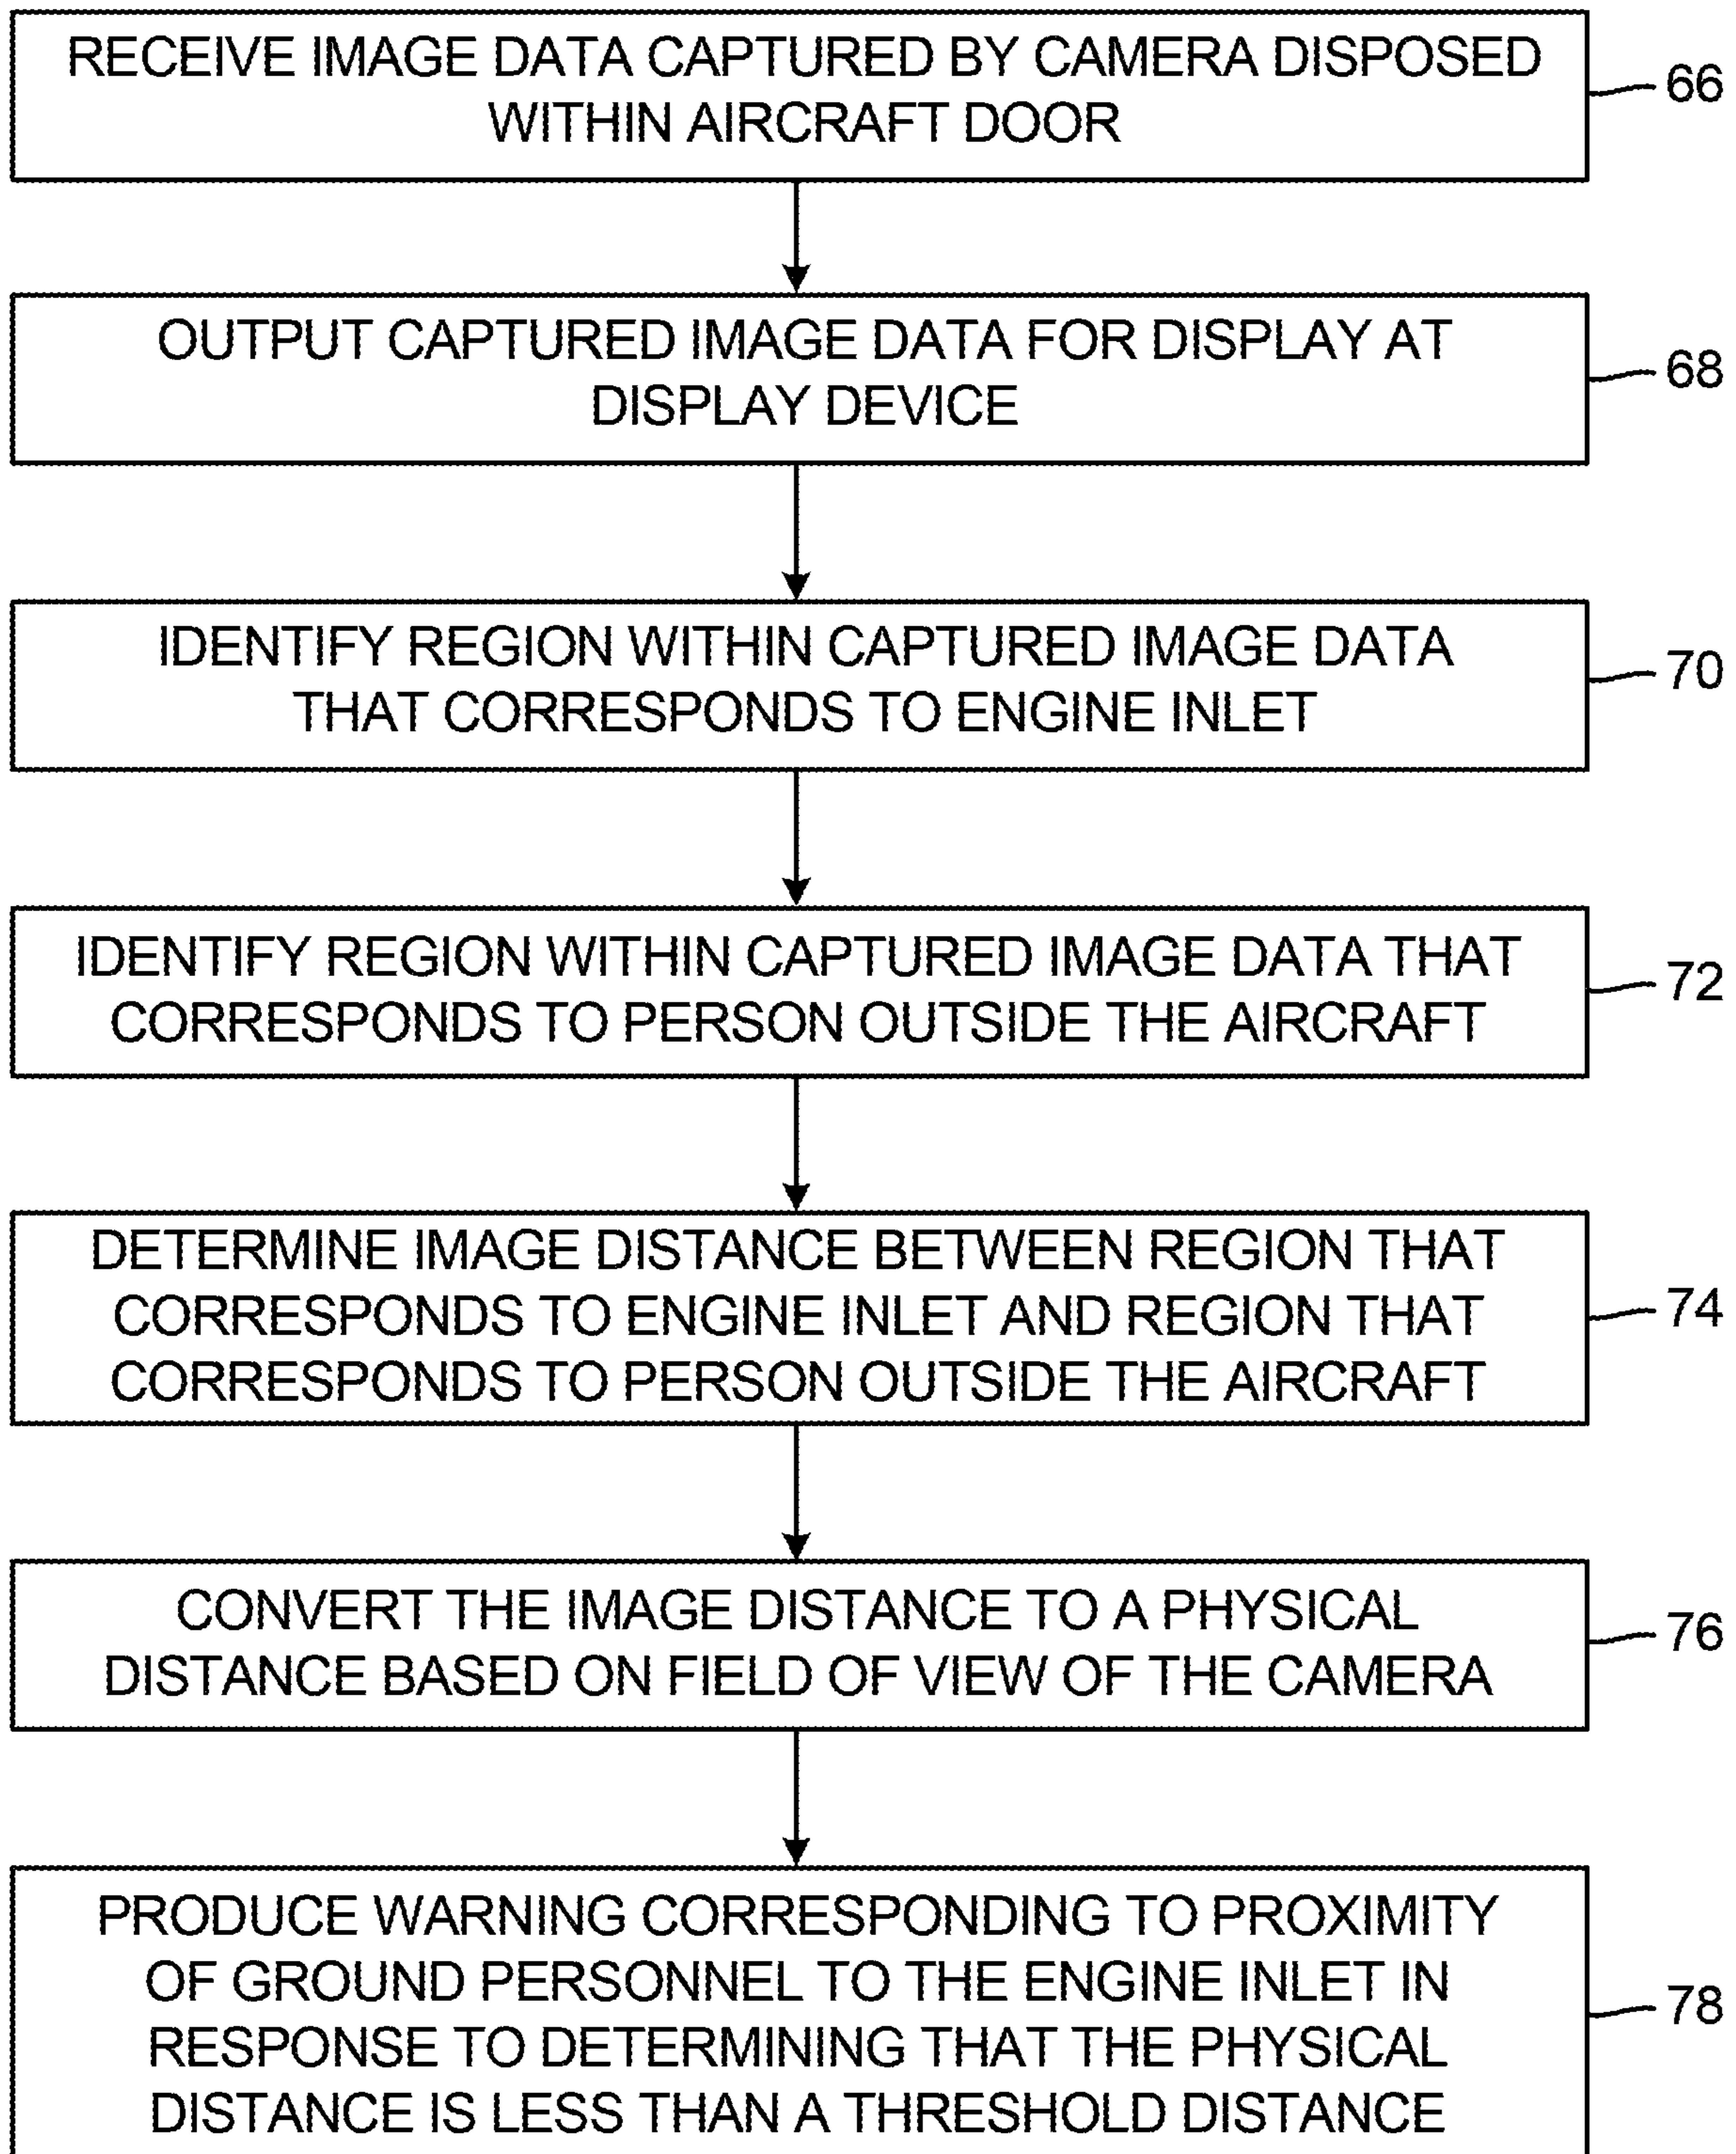 RECEIVE IMAGE DATA CAPTURED BY CAMERA DISPOSED
WITHIN AIRCRAFT DOOR
66
OUTPUT CAPTURED IMAGE DATA FOR DISPLAY AT
DISPLAY DEVICE
68
IDENTIFY REGION WITHIN CAPTURED IMAGE DATA
THAT CORRESPONDS TO ENGINE INLET
70
IDENTIFY REGION WITHIN CAPTURED IMAGE DATA THAT
CORRESPONDS TO PERSON OUTSIDE THE AIRCRAFT
72
DETERMINE IMAGE DISTANCE BETWEEN REGION THAT
CORRESPONDS TO ENGINE INLET AND REGION THAT
CORRESPONDS TO PERSON OUTSIDE THE AIRCRAFT
74
CONVERT THE IMAGE DISTANCE TO A PHYSICAL
DISTANCE BASED ON FIELD OF VIEW OF THE CAMERA
76
PRODUCE WARNING CORRESPONDING TO PROXIMITY
OF GROUND PERSONNEL TO THE ENGINE INLET IN
RESPONSE TO DETERMINING THAT THE PHYSICAL
DISTANCE IS LESS THAN A THRESHOLD DISTANCE
78